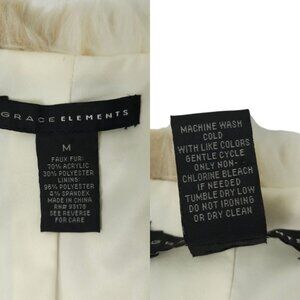 GRACE ELEMENTS
M
FAUX FUR:
70% ACRYLIC
30% POLYESTER
LINING:
96% POLYESTER
4% SPANDEX
MADE IN CHINA
RN# 93179
SEE REVERSE
FOR CARE
MACHINE WASH
COLD
WITH LIKE COLORS
GENTLE CYCLE
ONLY NON-
CHLORINE BLEACH
IF NEEDED
TUMBLE DRY LOW
DO NOT IRONING
OR DRY CLEAN